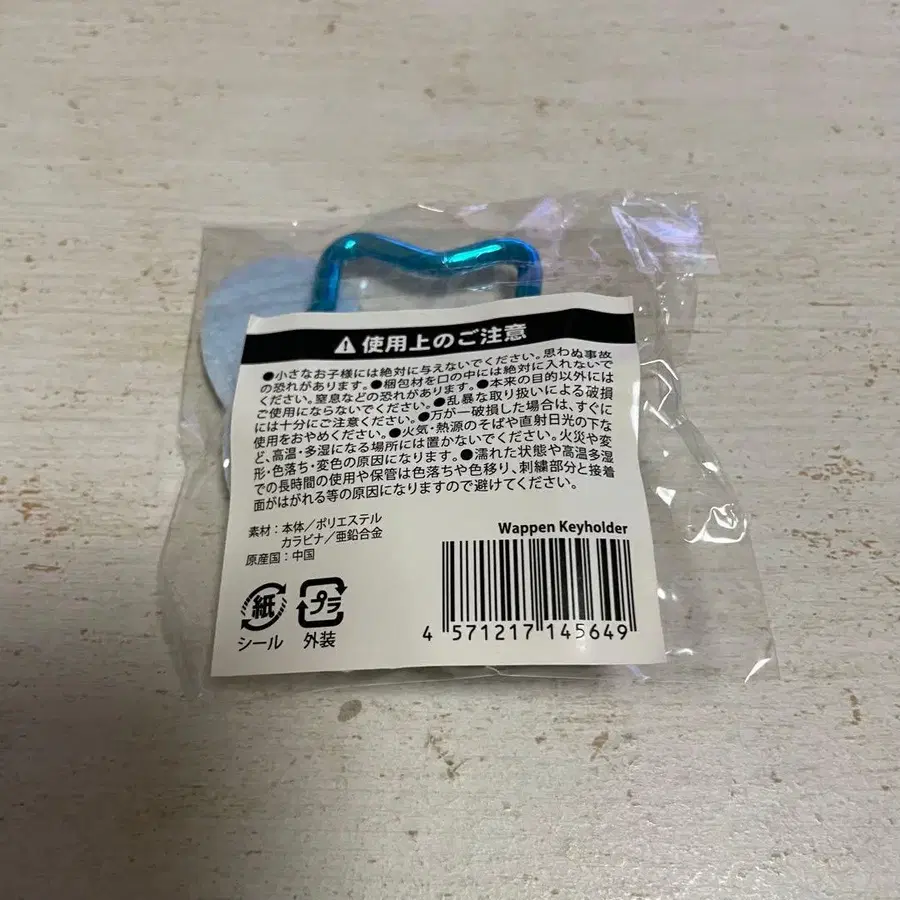 ⚠使用上のご注意
●小さなお子様には絶対に与えないでください。思わぬ事故
の恐れがあります。●梱包材を口の中には絶対に入れないで
ください。窒息などの恐れがあります。●本来の目的以外には
ご使用にならないでください。●乱暴な取り扱いによる破損
には十分にご注意ください。●万が一破損した場合は、すぐに
使用をおやめください。●火気・熱源のそばや直射日光の下な
ど、高温・多湿になる場所には置かないでください。火災や変
形・色落ち・変色の原因になります。●濡れた状態や高温多湿
での長時間の使用や保管は色落ちや色移り、刺繍部分と接着
面がはがれる等の原因になりますので避けてください。
素材：本体／ポリエステル
カラビナ／亜鉛合金
原産国：中国
Wappen Keyholder
紙
シール
プラ
外装
4 571217 145649